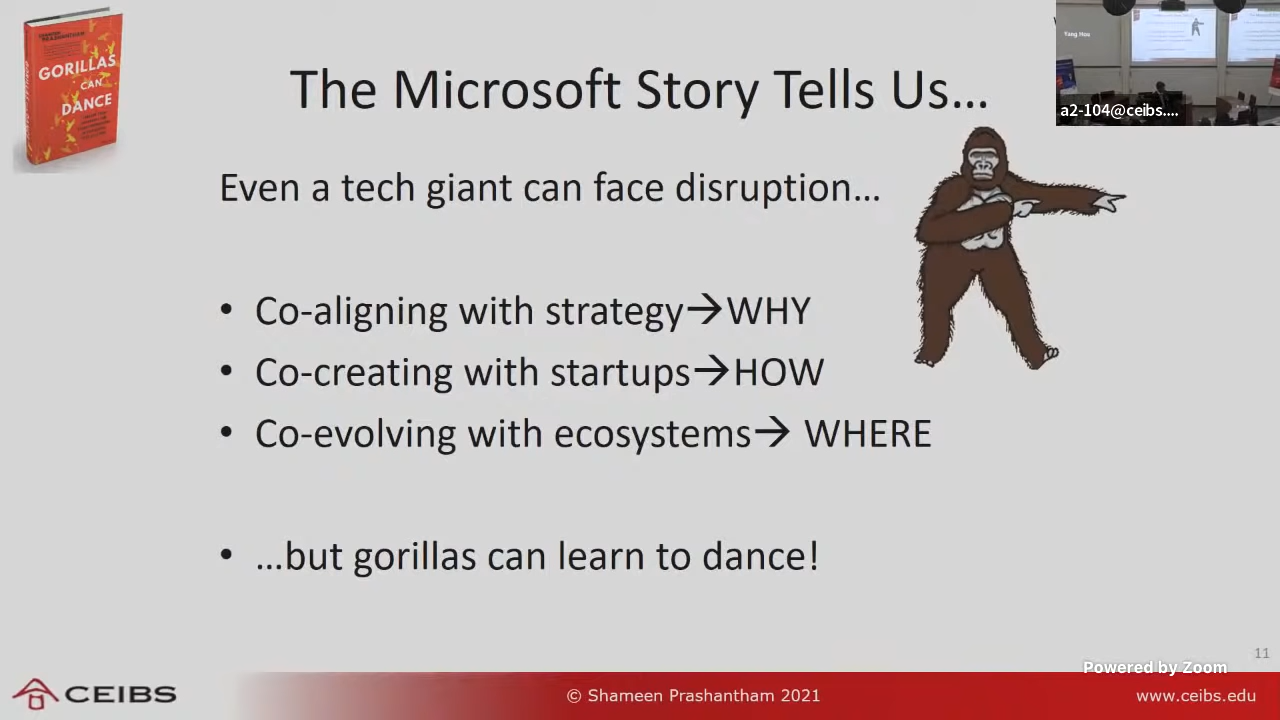 GORILLAS
CAN
DANCE
The Microsoft Story Tells Us...
Yang Hou
a2-104@ceibs....
Even a tech giant can face disruption...
• Co-aligning with strategy→WHY
• Co-creating with startups→HOW
• Co-evolving with ecosystems→ WHERE
• ...but gorillas can learn to dance!
11
Powered by Zoom
CEIBS
© Shameen Prashantham 2021
www.ceibs.edu